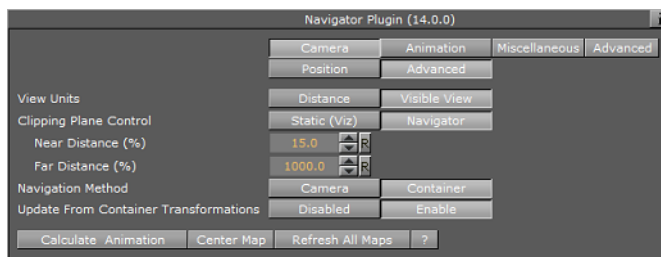 Navigator Plugin (14.0.0)
Camera Animation Miscellaneous Advanced
Position Advanced
View Units Distance Visible View
Clipping Plane Control Static (Viz) Navigator
Near Distance (%) 15.0 R
Far Distance (%) 1000.0 R
Navigation Method Camera Container
Update From Container Transformations Disabled Enable
Calculate Animation Center Map Refresh All Maps ?